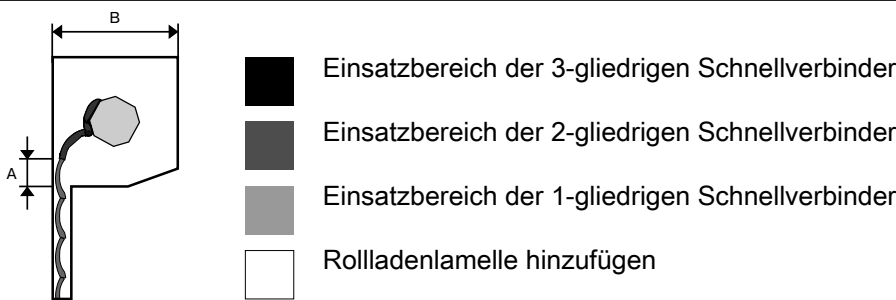 B
Einsatzbereich der 3-gliedrigen Schnellverbinder
Einsatzbereich der 2-gliedrigen Schnellverbinder
A
Einsatzbereich der 1-gliedrigen Schnellverbinder
Rollladenlamelle hinzufügen